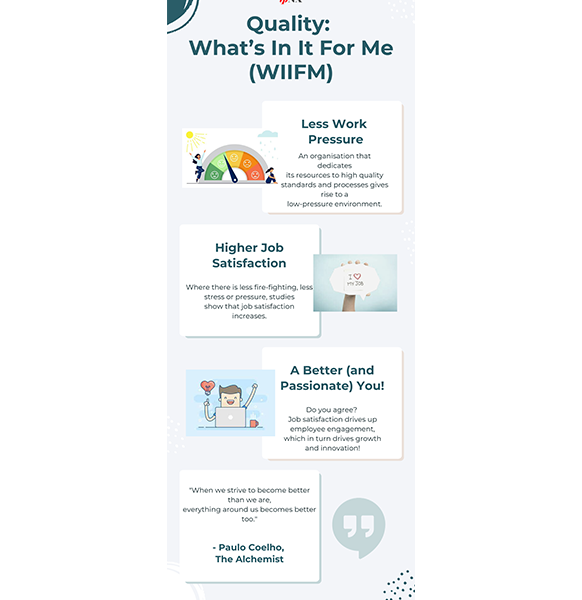 Quality:
What's In It For Me
(WIIFM)
Less Work
Pressure
An organisation that
dedicates
its resources to high quality
standards and processes gives
rise to a
low-pressure environment.
Higher Job
Satisfaction
Where there is less fire-fighting, less
stress or pressure, studies
show that job satisfaction
increases.
I
my JOB
A Better (and
Passionate) You!
Do you agree?
Job satisfaction drives up
employee engagement,
which in turn drives growth
and innovation!
"When we strive to become better
than we are,
everything around us becomes better
too."
- Paulo Coelho,
The Alchemist